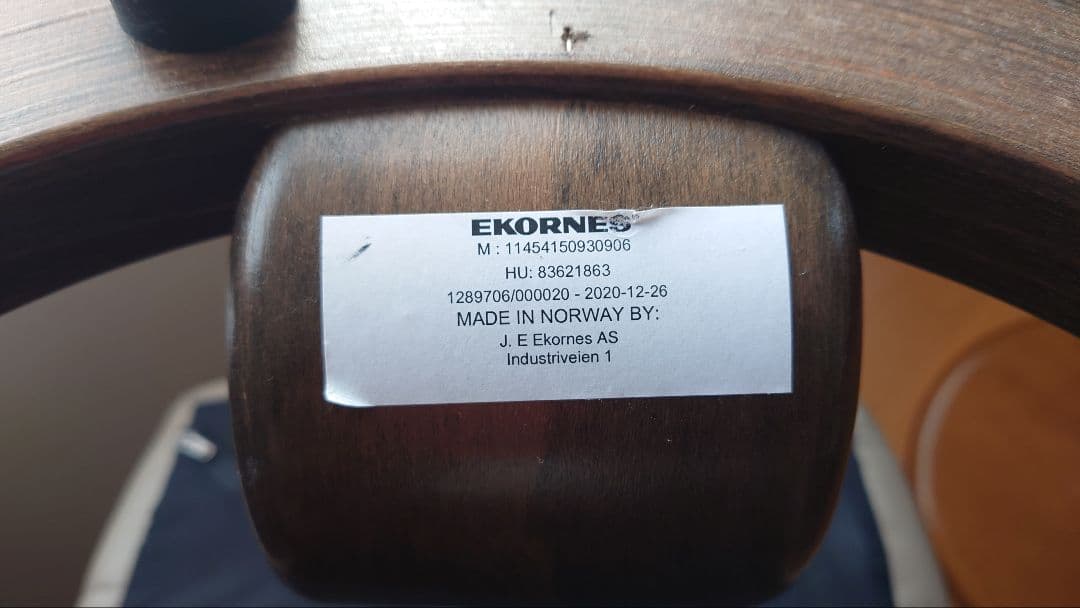 EKORNES
M : 11454150930906
HU: 83621863
1289706/000020 - 2020-12-26
MADE IN NORWAY BY:
J. E Ekornes AS
Industriveien 1